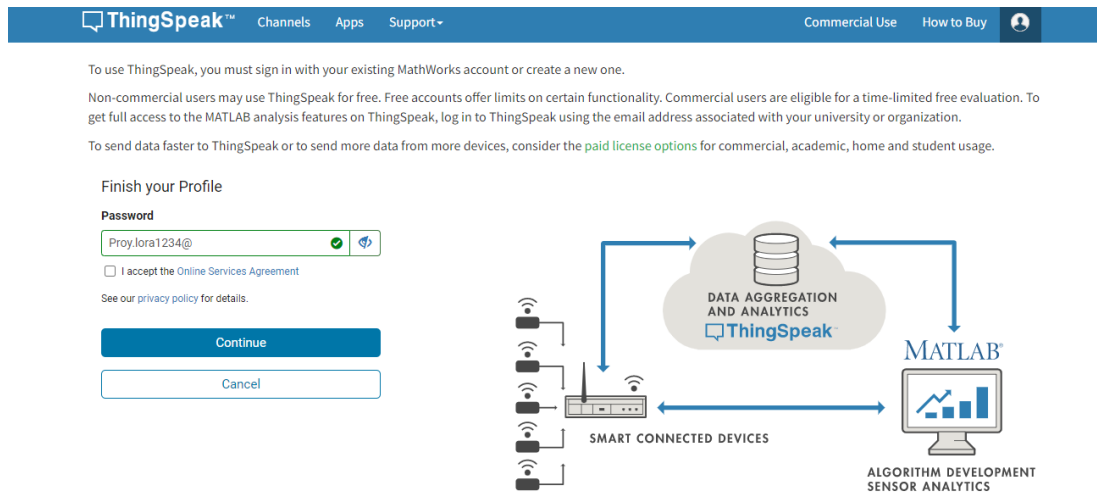 ThingSpeak™ Channels Apps Support Commercial Use How to Buy
To use ThingSpeak, you must sign in with your existing MathWorks account or create a new one.
Non-commercial users may use ThingSpeak for free. Free accounts offer limits on certain functionality. Commercial users are eligible for a time-limited free evaluation. To
get full access to the MATLAB analysis features on ThingSpeak, log in to ThingSpeak using the email address associated with your university or organization.
To send data faster to ThingSpeak or to send more data from more devices, consider the paid license options for commercial, academic, home and student usage.
Finish your Profile
Password
Proy.lora1234@
I accept the Online Services Agreement
See our privacy policy for details.
Continue
Cancel
DATA AGGREGATION
AND ANALYTICS
ThingSpeak™
MATLAB®
SMART CONNECTED DEVICES
ALGORITHM DEVELOPMENT
SENSOR ANALYTICS